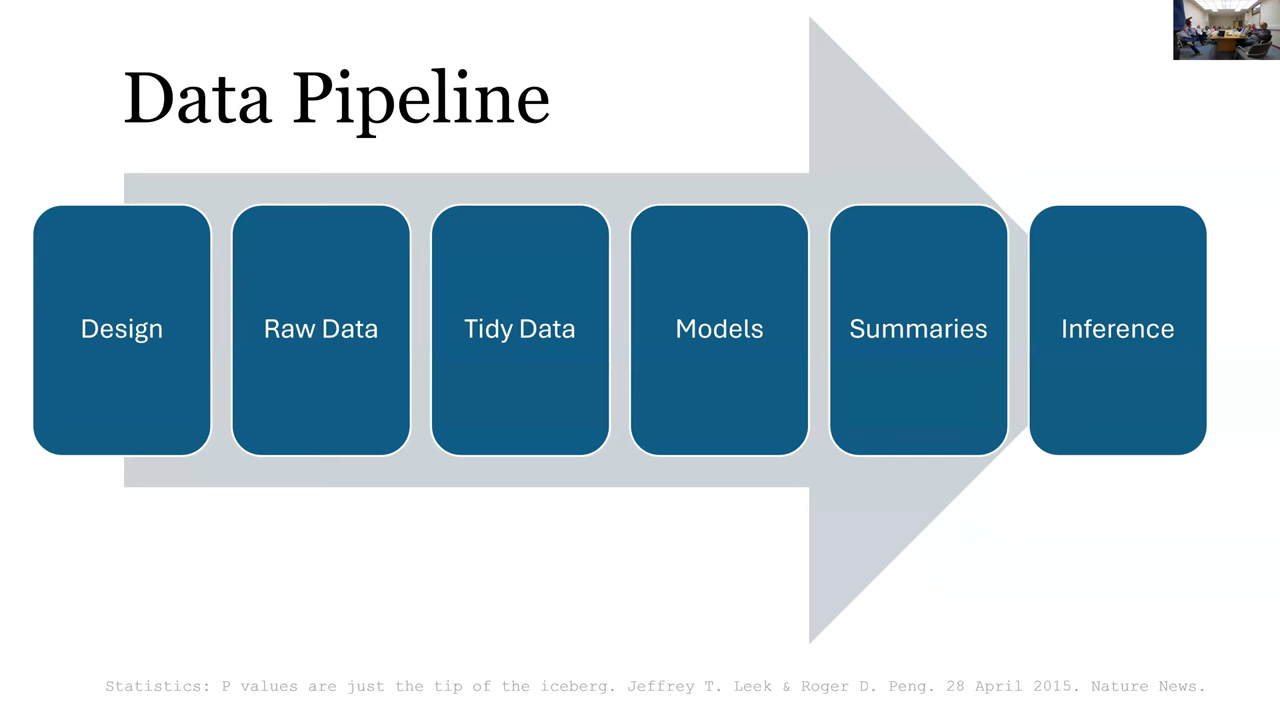 Data Pipeline
Design
Raw Data
Tidy Data
Models
Summaries
Inference
Statistics: P values are just the tip of the iceberg. Jeffrey T. Leek & Roger D. Peng. 28 April 2015. Nature News.